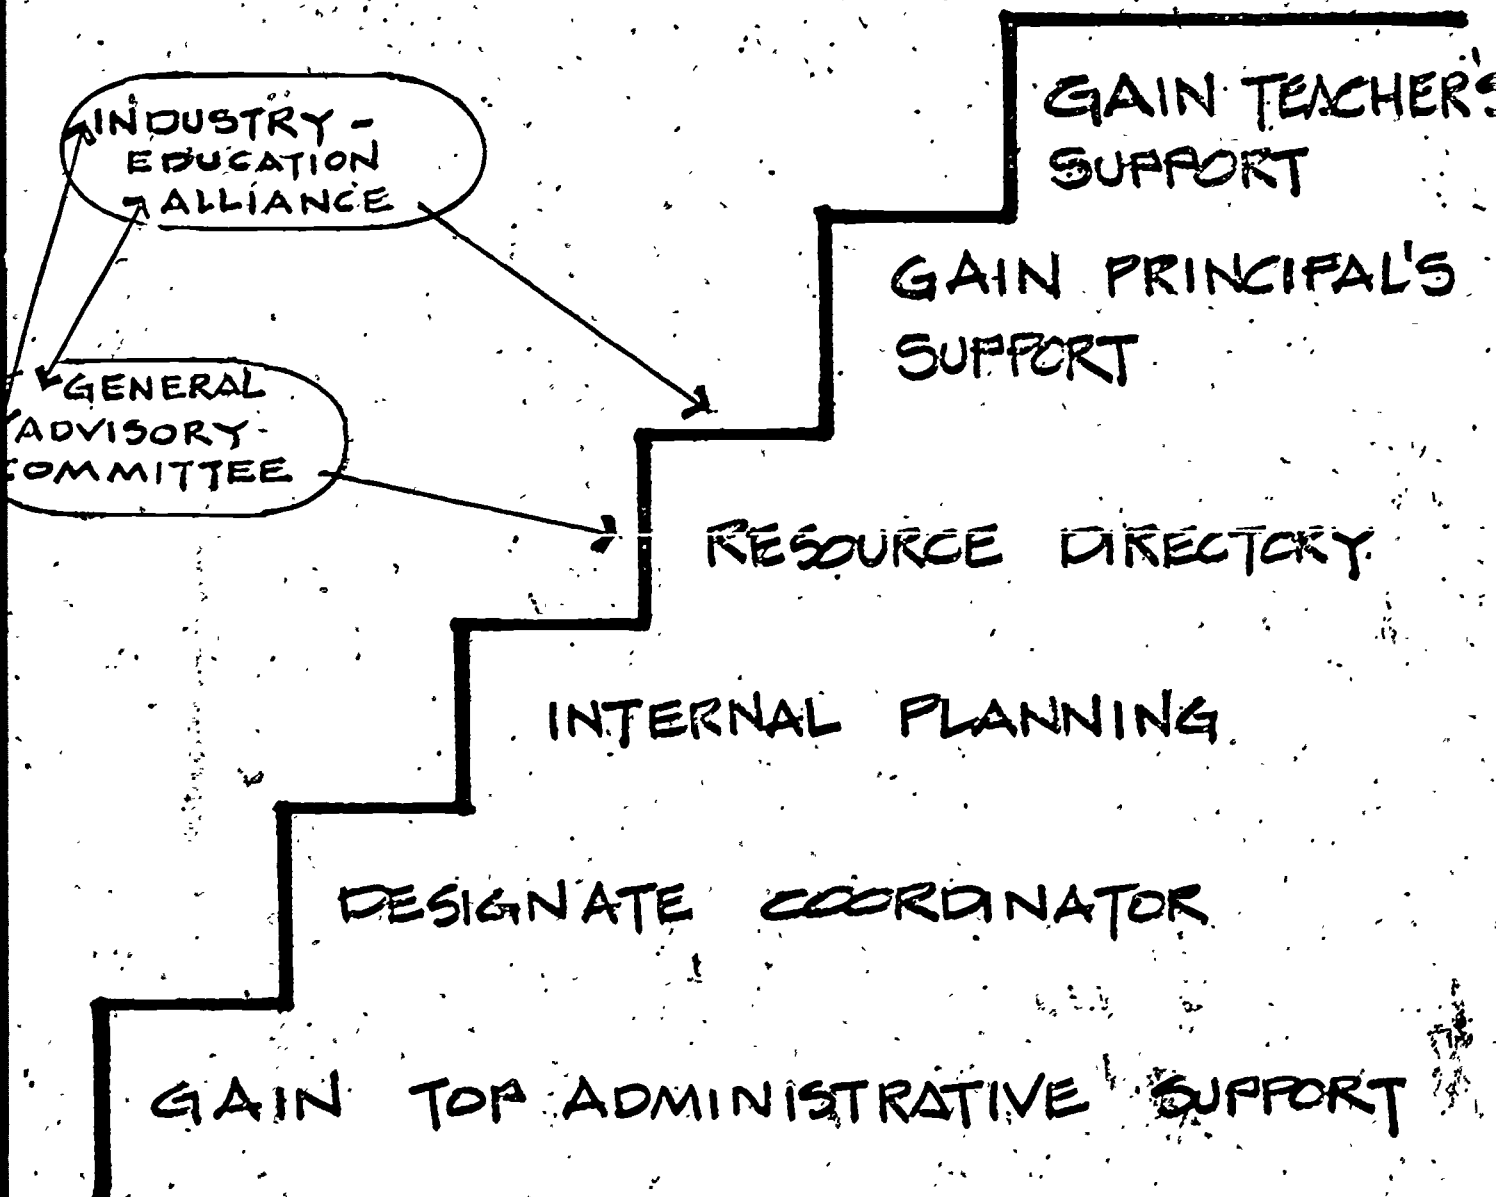 GAIN TEACHER'S
SUPPORT
INDUSTRY-
EDUCATION
ALLIANCE
GAIN PRINCIPAL'S
SUPPORT
GENERAL
ADVISORY
COMMITTEE
RESOURCE DIRECTORY
INTERNAL PLANNING
DESIGNATE COORDINATOR
GAIN TOP ADMINISTRATIVE SUPPORT